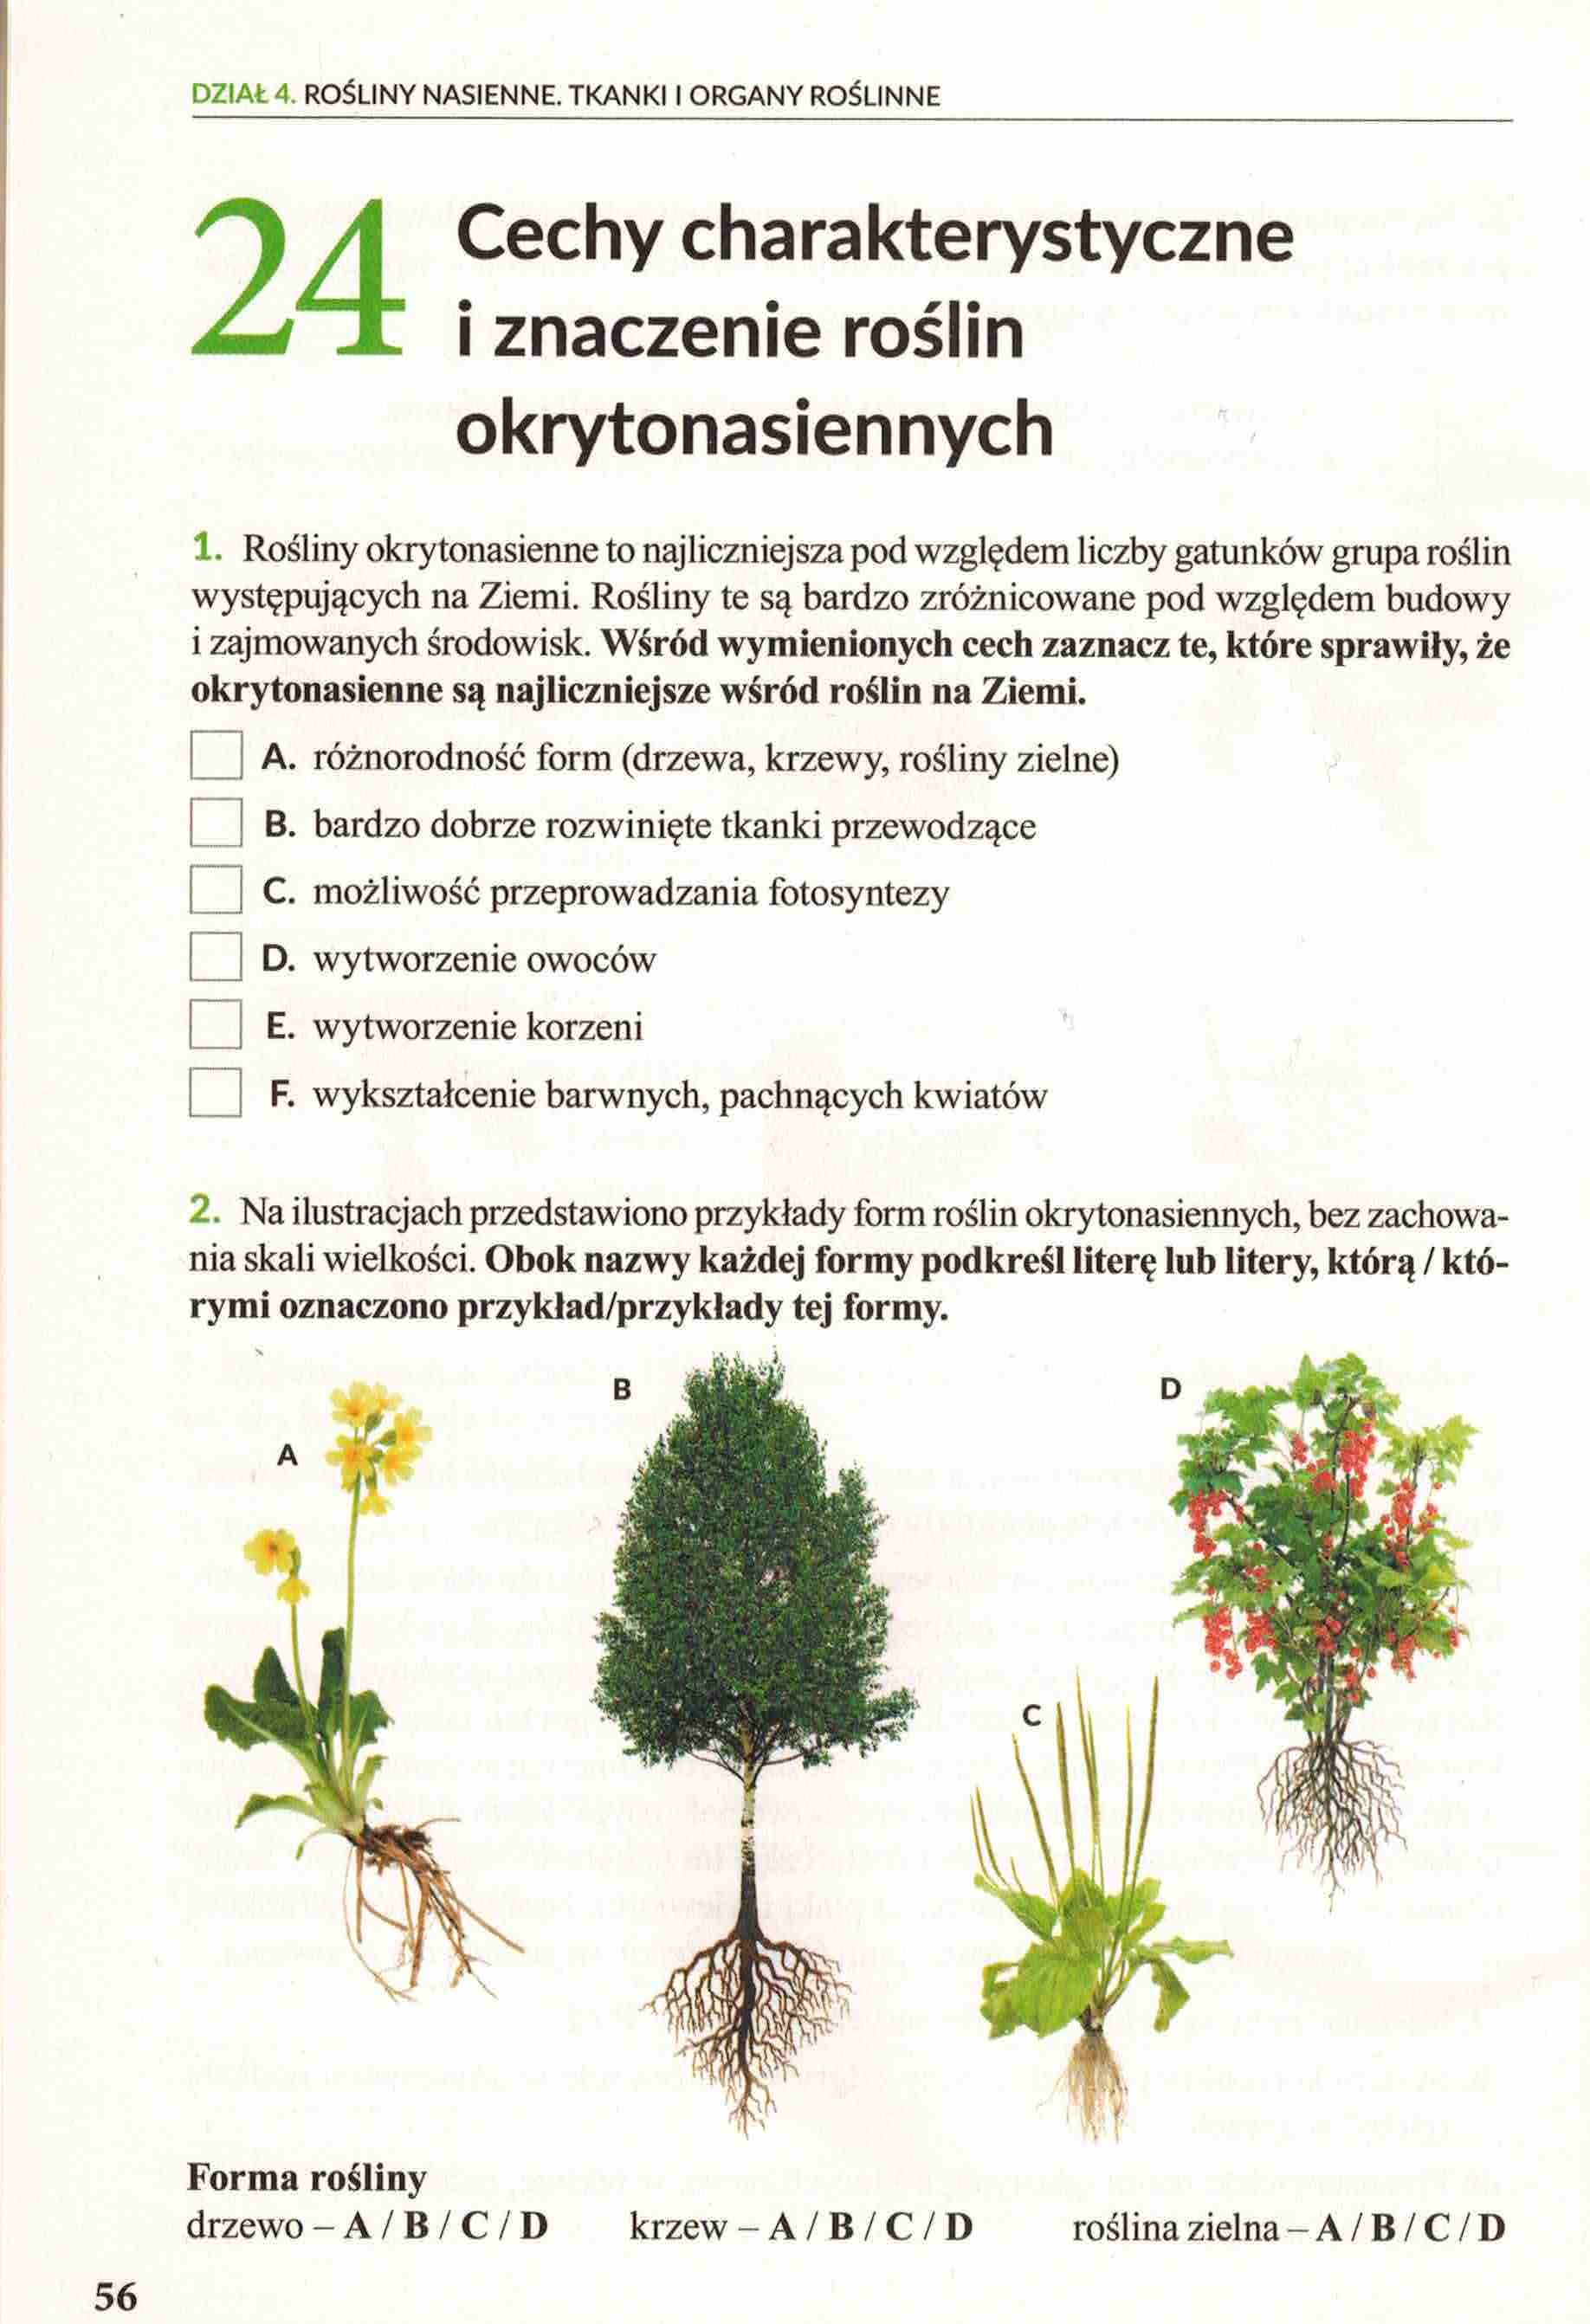 DZIAŁ 4. ROŚLINY NASIENNE. TKANKI I ORGANY ROŚLINNE
24 Cechy charakterystyczne
i znaczenie roślin
okrytonasiennych
1. Rośliny okrytonasienne to najliczniejsza pod względem liczby gatunków grupa roślin
występujących na Ziemi. Rośliny te są bardzo zróżnicowane pod względem budowy
i zajmowanych środowisk. Wśród wymienionych cech zaznacz te, które sprawiły, że
okrytonasienne są najliczniejsze wśród roślin na Ziemi.
A. różnorodność form (drzewa, krzewy, rośliny zielne)
B. bardzo dobrze rozwinięte tkanki przewodzące
C. możliwość przeprowadzania fotosyntezy
D. wytworzenie owoców
E. wytworzenie korzeni
F. wykształcenie barwnych, pachnących kwiatów
2. Na ilustracjach przedstawiono przykłady form roślin okrytonasiennych, bez zachowa-
nia skali wielkości. Obok nazwy każdej formy podkreśl literę lub litery, którą / któ-
rymi oznaczono przykład/przykłady tej formy.
A
B
C
D
Forma rośliny
drzewo – A / B / C / D krzew – A / B / C / D roślina zielna – A / B / C / D
56